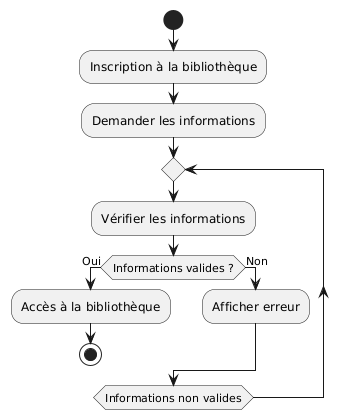 Inscription à la bibliothèque
Demander les informations
Vérifier les informations
Informations valides ?
Oui
Non
Accès à la bibliothèque
Afficher erreur
Informations non valides